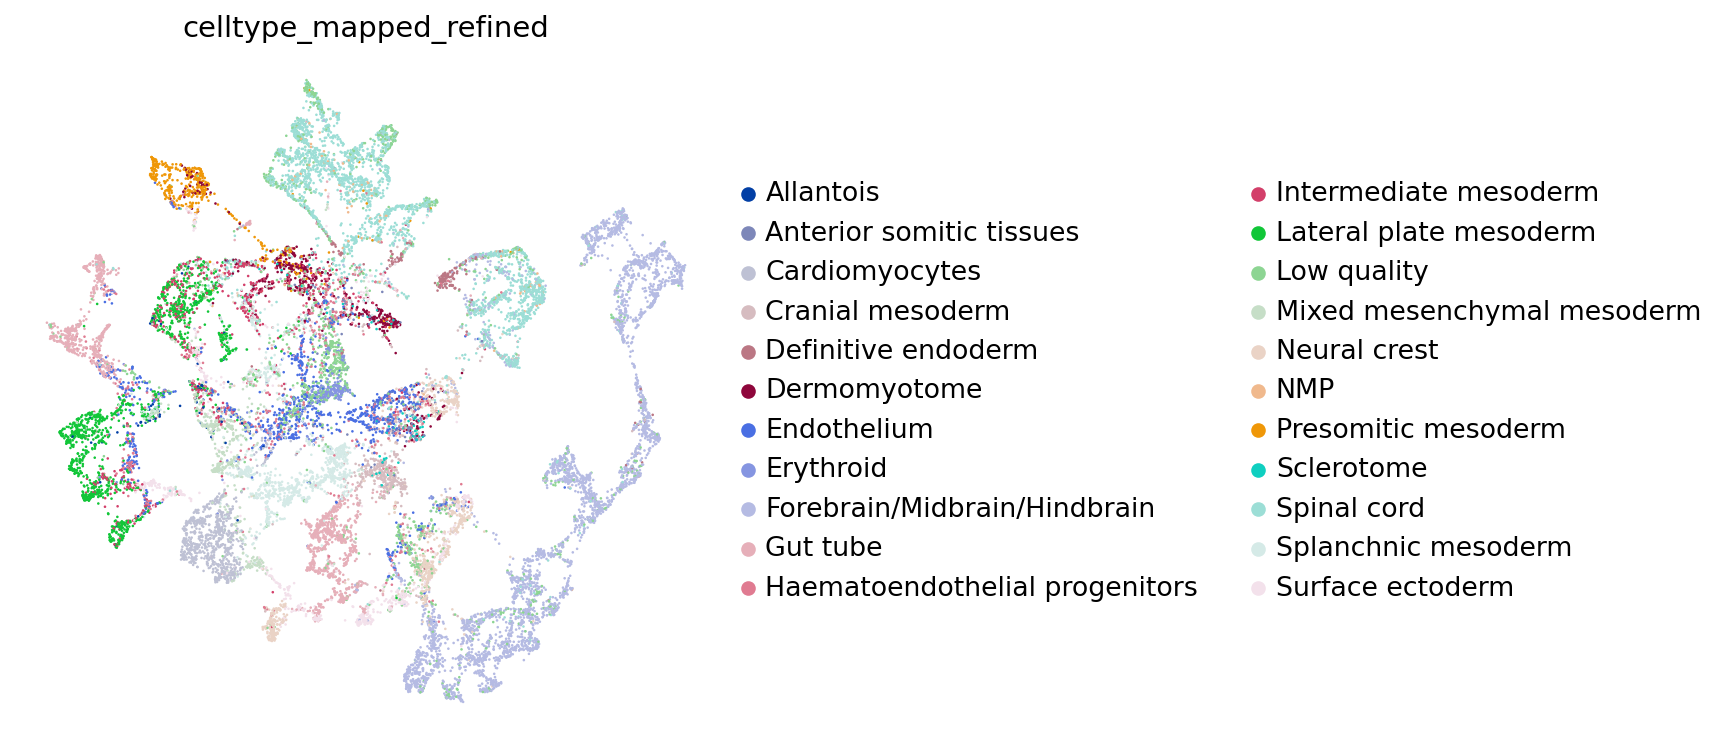 celltype_mapped_refined
Allantois
Anterior somitic tissues
Cardiomyocytes
Cranial mesoderm
Definitive endoderm
Dermomyotome
Endothelium
Erythroid
Forebrain/Midbrain/Hindbrain
Gut tube
Haematoendothelial progenitors
Intermediate mesoderm
Lateral plate mesoderm
Low quality
Mixed mesenchymal mesoderm
Neural crest
NMP
Presomitic mesoderm
Sclerotome
Spinal cord
Splanchnic mesoderm
Surface ectoderm